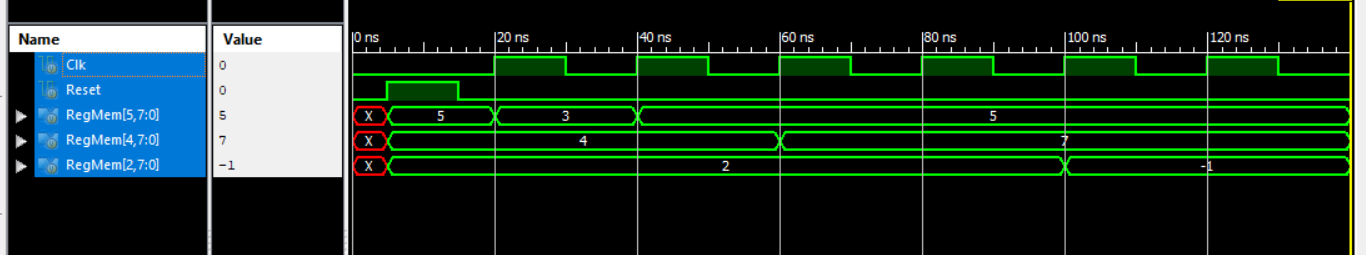 Name Value 0 ns 20 ns 40 ns 60 ns 80 ns 100 ns 120 ns
Clk 0
Reset 0
RegMem[5,7:0] 5 X 5 3 5
RegMem[4,7:0] 7 X 4 7
RegMem[2,7:0] -1 X 2 -1